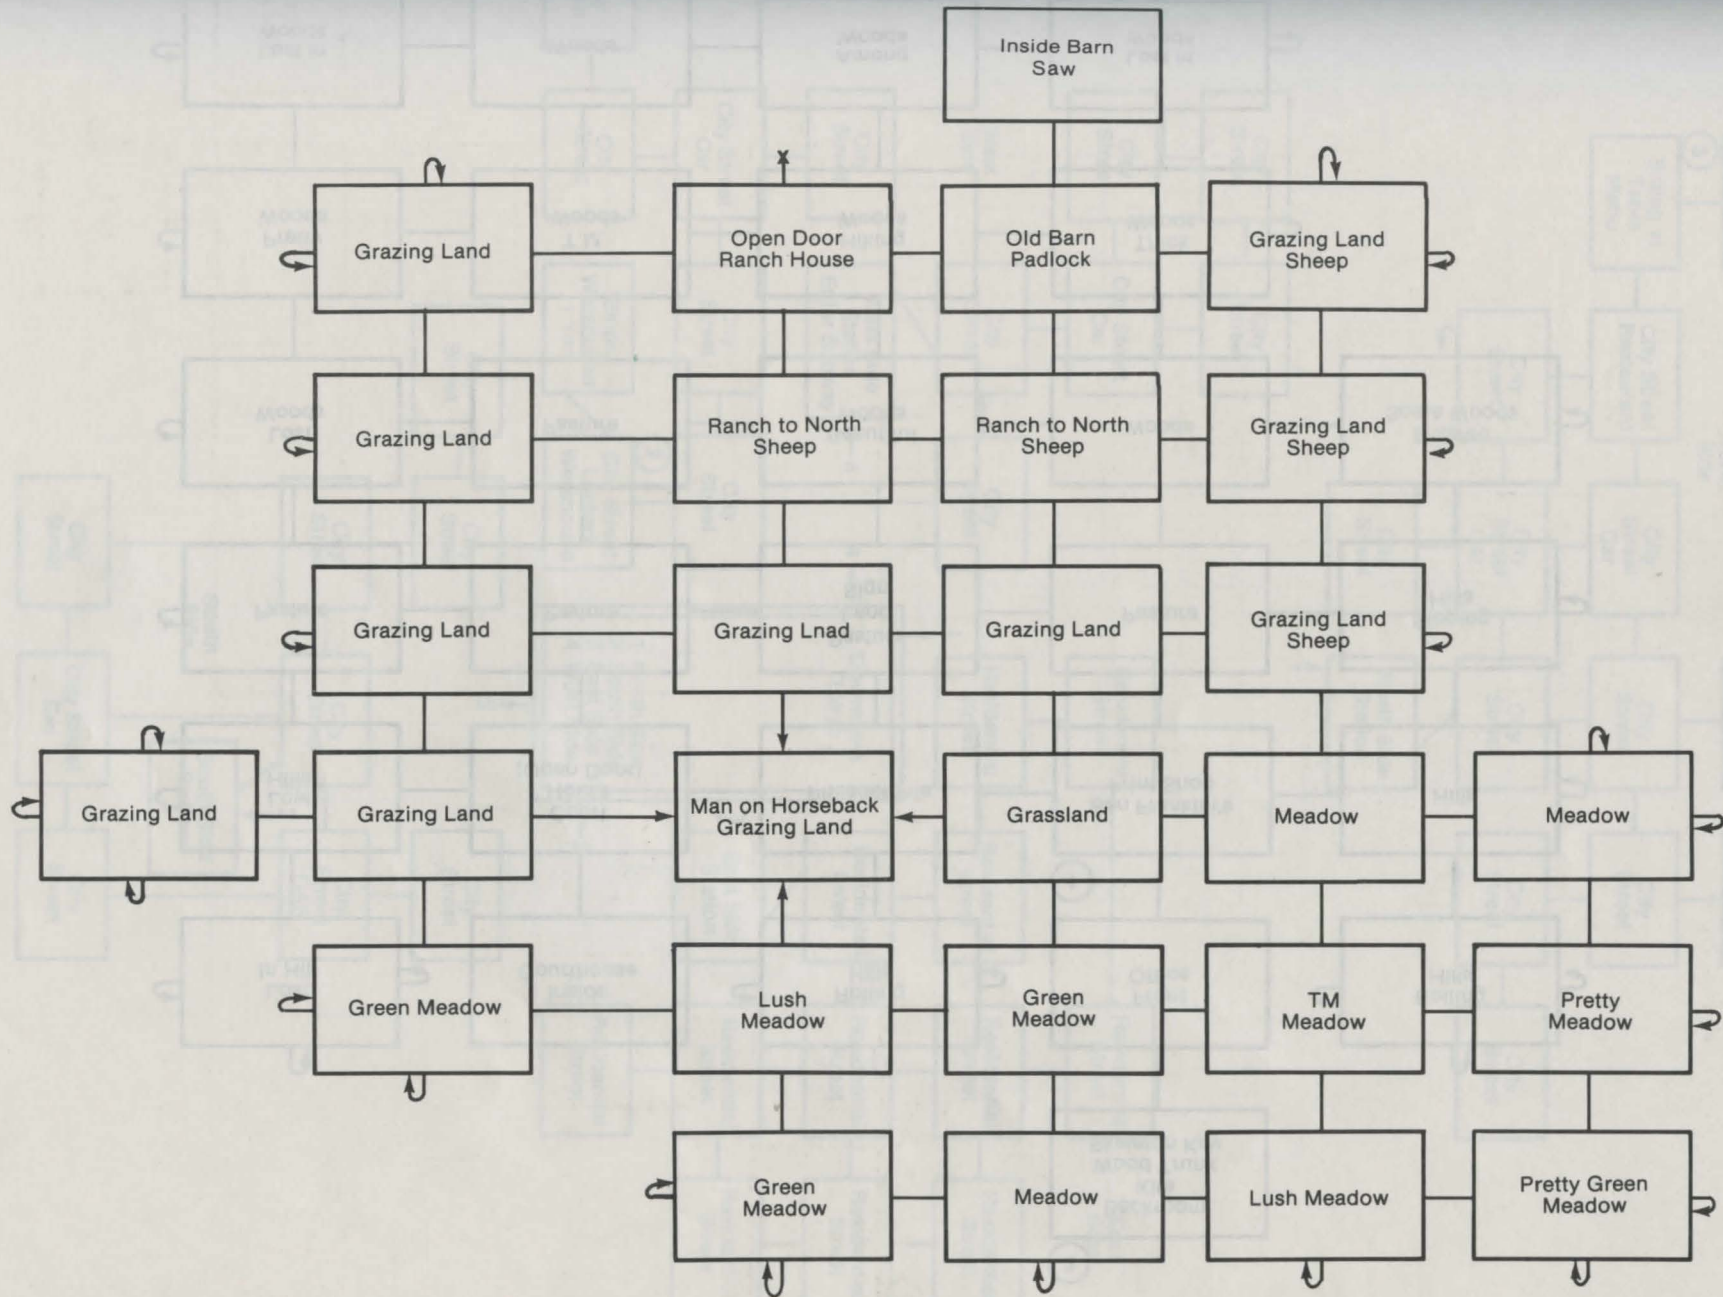 Inside Barn
Saw
Grazing Land
Open Door
Ranch House
Old Barn
Padlock
Grazing Land
Sheep
Grazing Land
Ranch to North
Sheep
Ranch to North
Sheep
Grazing Land
Sheep
Grazing Land
Grazing Lnad
Grazing Land
Grazing Land
Sheep
Grazing Land
Grazing Land
Man on Horseback
Grazing Land
Grassland
Meadow
Meadow
Green Meadow
Lush
Meadow
Green
Meadow
TM
Meadow
Pretty
Meadow
Green
Meadow
Meadow
Lush Meadow
Pretty Green
Meadow